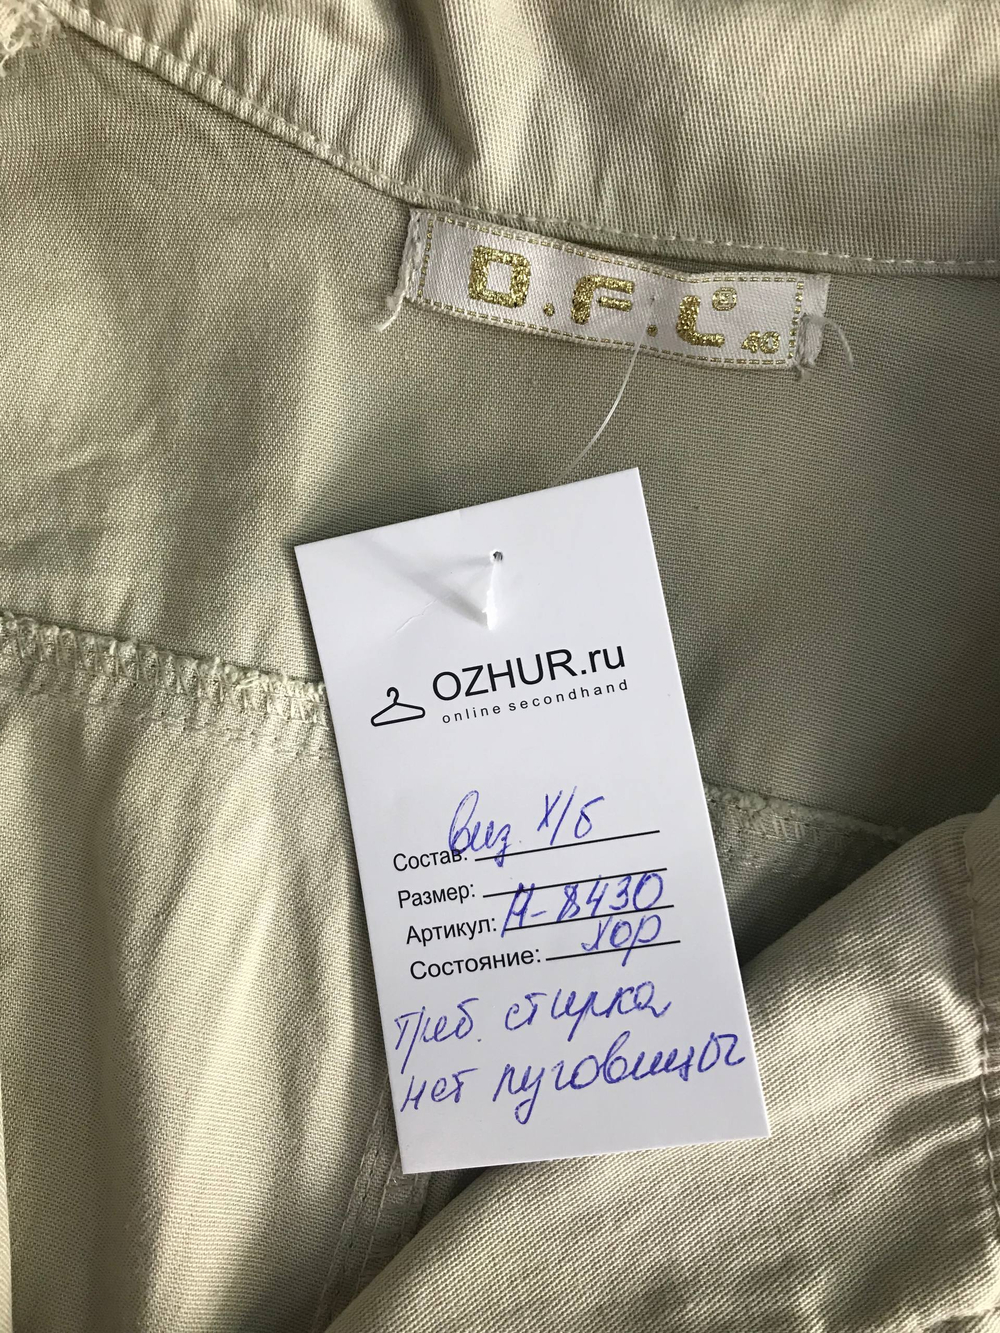 O.F.L®
40
OZHUR.ru
online secondhand
Состав: виз. х/б
Размер:
Артикул: Н-8430
Состояние: хор
треб. стирка
нет пуговицы